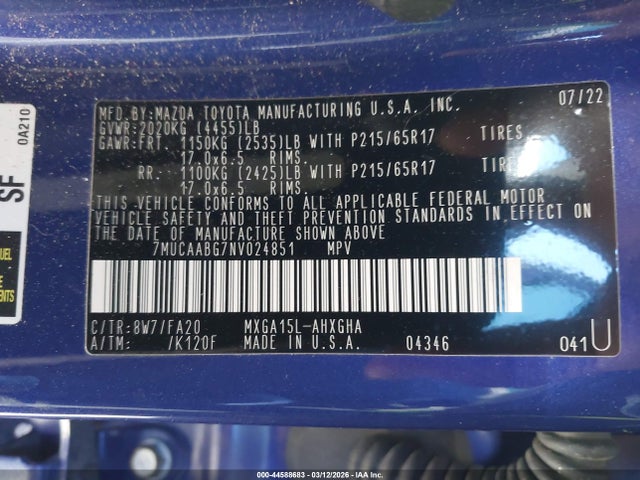 MFD.BY:MAZDA TOYOTA MANUFACTURING U.S.A. INC. 07/22
GVWR:2020KG (4455)LB
GAWR:FRT. 1150KG (2535)LB WITH P215/65R17 TIRES
17.0x6.5 RIMS.
RR. 1100KG (2425)LB WITH P215/65R17 TIRES
17.0x6.5 RIMS.
THIS VEHICLE CONFORMS TO ALL APPLICABLE FEDERAL MOTOR
VEHICLE SAFETY AND THEFT PREVENTION STANDARDS IN EFFECT ON
THE DATE OF MANUFACTURE SHOWN ABOVE
7MUCAABG7NV024851 MPV
C/TR:8W7/FA20 MXGA15L-AHXGHA
A/TM: /K120F MADE IN U.S.A. 04346 041U
0A210
SF
000-44588683 - 03/12/2026 - IAA Inc.